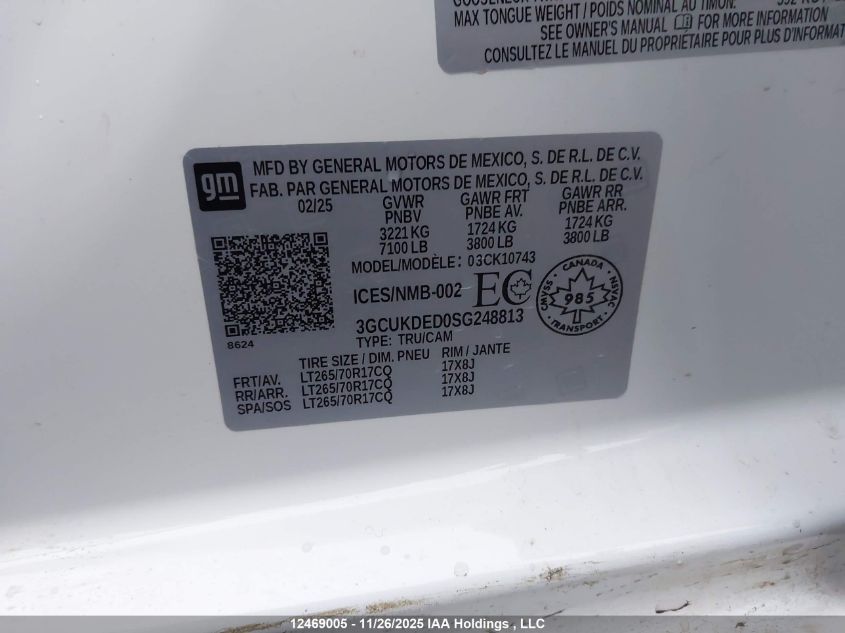 MAX TONGUE WEIGHT / POIDS NOMINAL AU TIMON:
SEE OWNER'S MANUAL FOR MORE INFORMATION
CONSULTEZ LE MANUEL DU PROPRIÉTAIRE POUR PLUS D'INFORMAT
gm
MFD BY GENERAL MOTORS DE MEXICO, S. DE R.L. DE C.V.
FAB. PAR GENERAL MOTORS DE MEXICO, S. DE R.L. DE C.V.
02/25 GVWR GAWR FRT GAWR RR
PNBV PNBE AV. PNBE ARR.
3221 KG 1724 KG 1724 KG
7100 LB 3800 LB 3800 LB
MODEL/MODÈLE: 03CK10743
ICES/NMB-002 EC
CANADA
CMVSS 985 NSVAC
TRANSPORT
3GCUKDED0SG248813
8624
TYPE: TRU/CAM
TIRE SIZE / DIM. PNEU RIM / JANTE
FRT/AV. LT265/70R17CQ 17X8J
RR/ARR. LT265/70R17CQ 17X8J
SPA/SOS LT265/70R17CQ 17X8J
12469005 - 11/26/2025 IAA Holdings , LLC